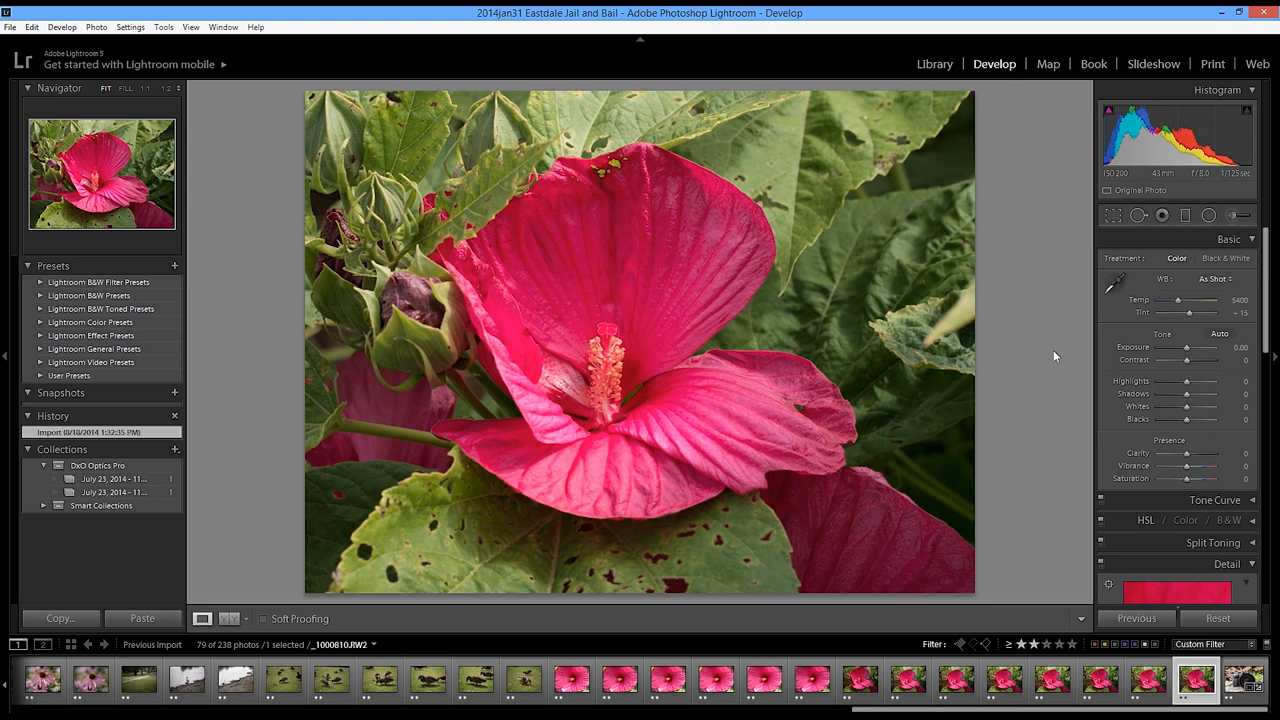 2014jan31 Eastdale Jail and Bail - Adobe Photoshop Lightroom - Develop
File Edit Develop Photo Settings Tools View Window Help
Lr Adobe Lightroom 5
Get started with Lightroom mobile
Library | Develop | Map | Book | Slideshow | Print | Web
Navigator FIT FILL 1:1 1:2
Presets
Lightroom B&W Filter Presets
Lightroom B&W Presets
Lightroom B&W Toned Presets
Lightroom Color Presets
Lightroom Effect Presets
Lightroom General Presets
Lightroom Video Presets
User Presets
Snapshots
History
Import (8/18/2014 1:32:35 PM)
Collections
DxO Optics Pro
July 23, 2014 - 11... 1
July 23, 2014 - 11... 1
Smart Collections
Copy... Paste
Soft Proofing
Histogram
ISO 200 43 mm f / 8.0 1/125 sec
Original Photo
Basic
Treatment : Color Black & White
WB : As Shot
Temp 5400
Tint + 15
Tone Auto
Exposure 0.00
Contrast 0
Highlights 0
Shadows 0
Whites 0
Blacks 0
Presence
Clarity 0
Vibrance 0
Saturation 0
Tone Curve
HSL / Color / B & W
Split Toning
Detail
Previous Reset
1 2 Previous Import 79 of 238 photos / 1 selected / _1000810.RW2 Filter : ≥ Custom Filter